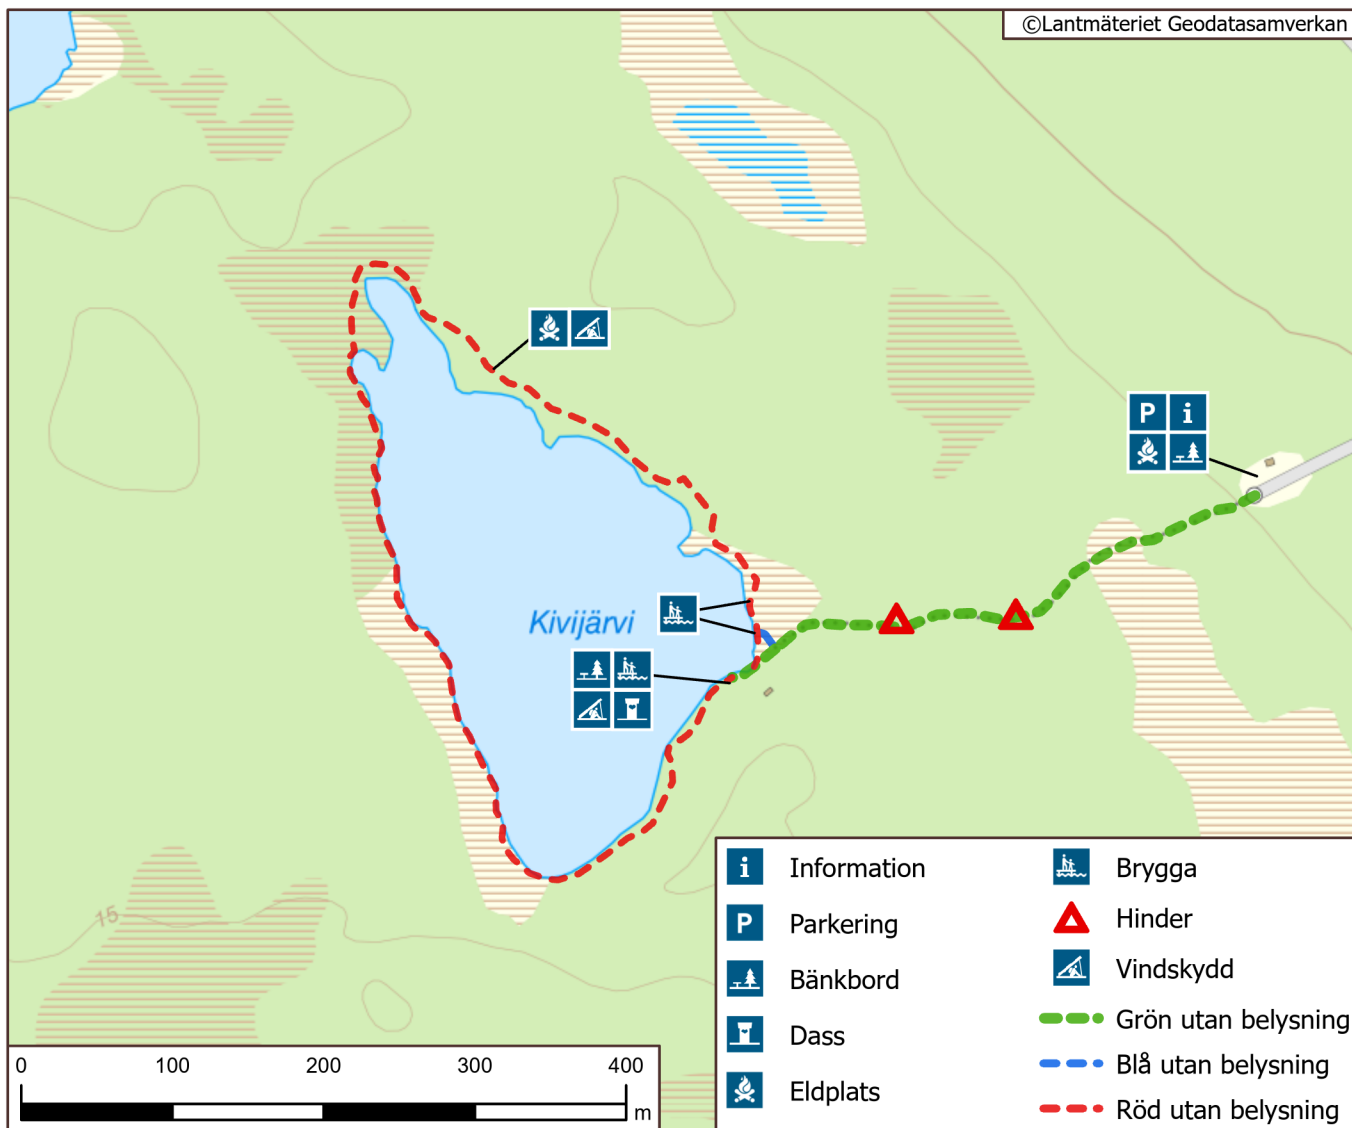 ©Lantmäteriet Geodatasamverkan
P i
Kivijärvi
15
i Information
P Parkering
Bänkbord
Dass
Eldplats
Brygga
Hinder
Vindskydd
Grön utan belysning
Blå utan belysning
Röd utan belysning
0 100 200 300 400
m